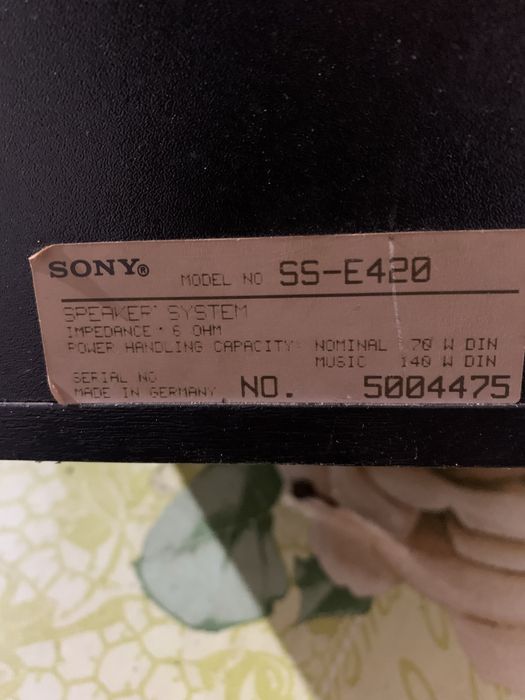 SONY® MODEL NO SS-E420
SPEAKER SYSTEM
IMPEDANCE : 6 OHM
POWER HANDLING CAPACITY: NOMINAL 70 W DIN
MUSIC 140 W DIN
SERIAL NO.
MADE IN GERMANY NO. 5004475